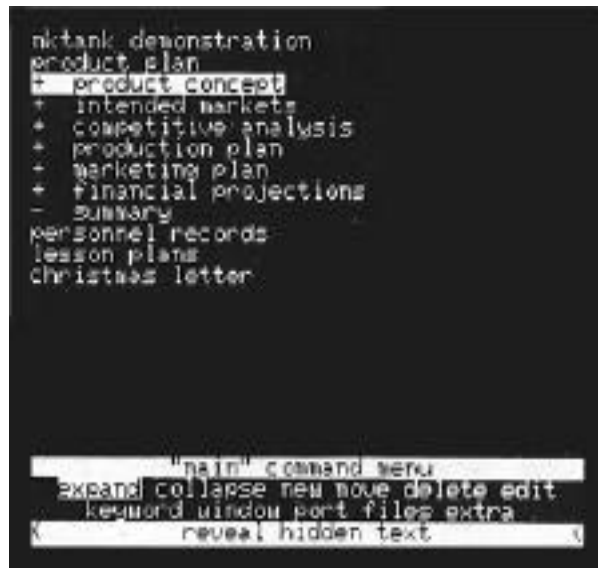 nktank demonstration
product plan
+ product concept
+ intended markets
+ competitive analysis
+ production plan
+ marketing plan
+ financial projections
- summary
personnel records
lesson plans
christmas letter
"main" command menu
expand collapse new move delete edit
keyword window port files extra
reveal hidden text